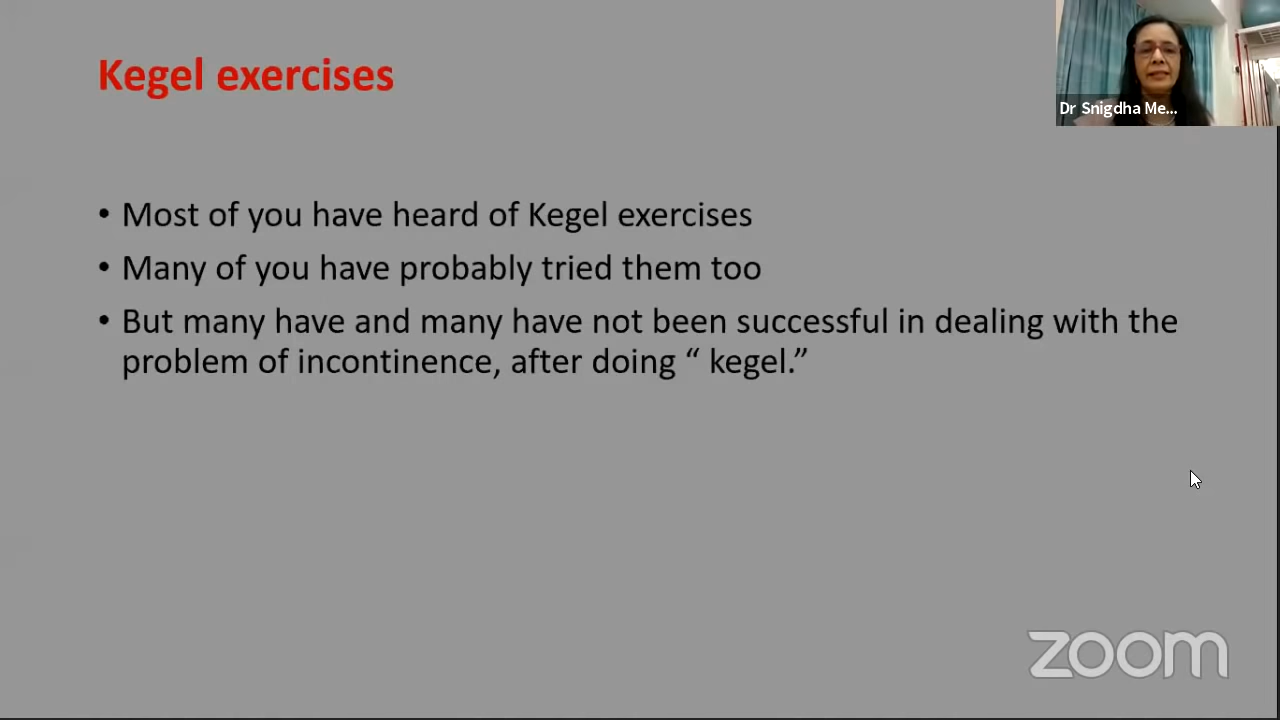 Kegel exercises
Dr Snigdha Me...
• Most of you have heard of Kegel exercises
• Many of you have probably tried them too
• But many have and many have not been successful in dealing with the
problem of incontinence, after doing “ kegel.”
zoom